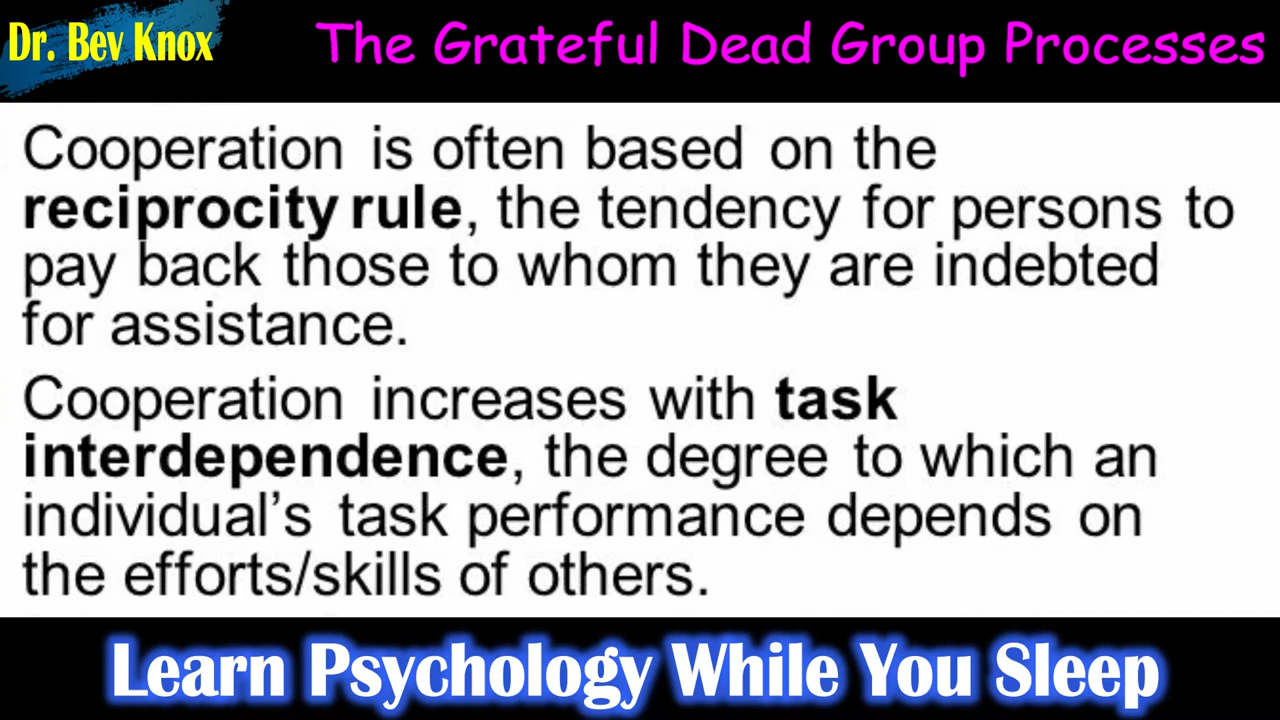 Dr. Bev Knox
The Grateful Dead Group Processes
Cooperation is often based on the
reciprocity rule, the tendency for persons to
pay back those to whom they are indebted
for assistance.
Cooperation increases with task
interdependence, the degree to which an
individual’s task performance depends on
the efforts/skills of others.
Learn Psychology While You Sleep